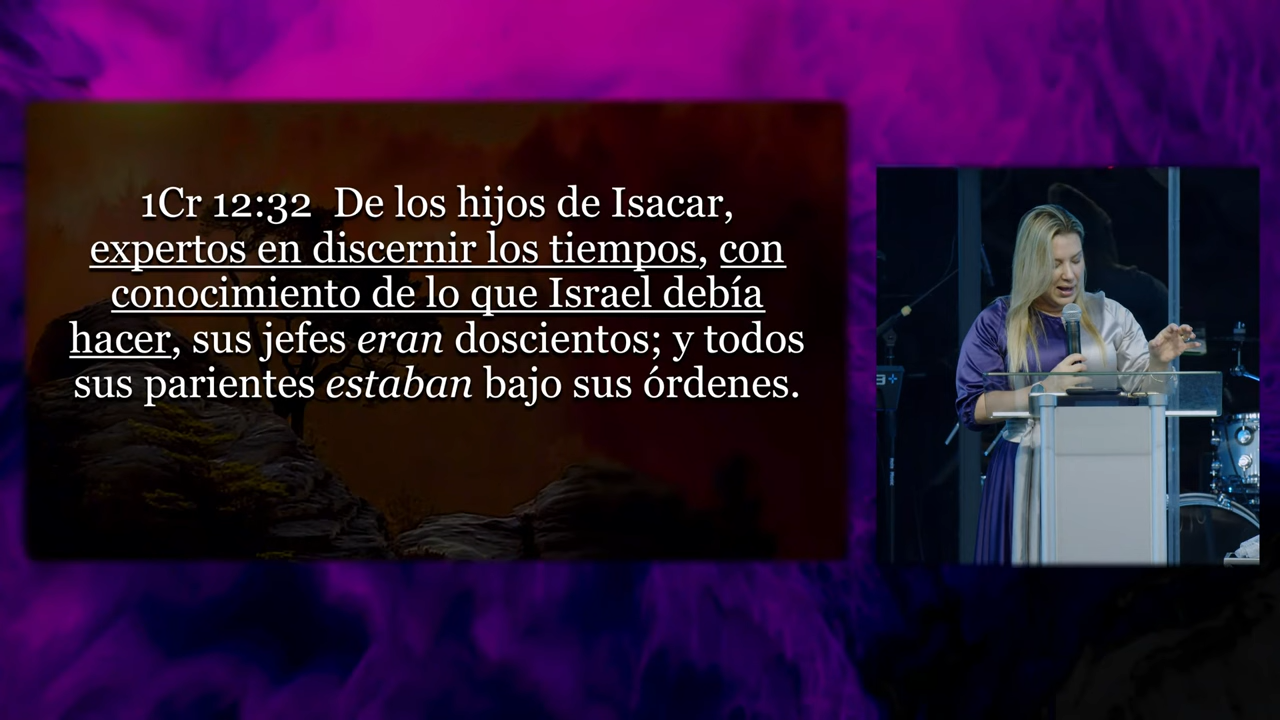 1Cr 12:32 De los hijos de Isacar,
expertos en discernir los tiempos, con
conocimiento de lo que Israel debía
hacer, sus jefes eran doscientos; y todos
sus parientes estaban bajo sus órdenes.